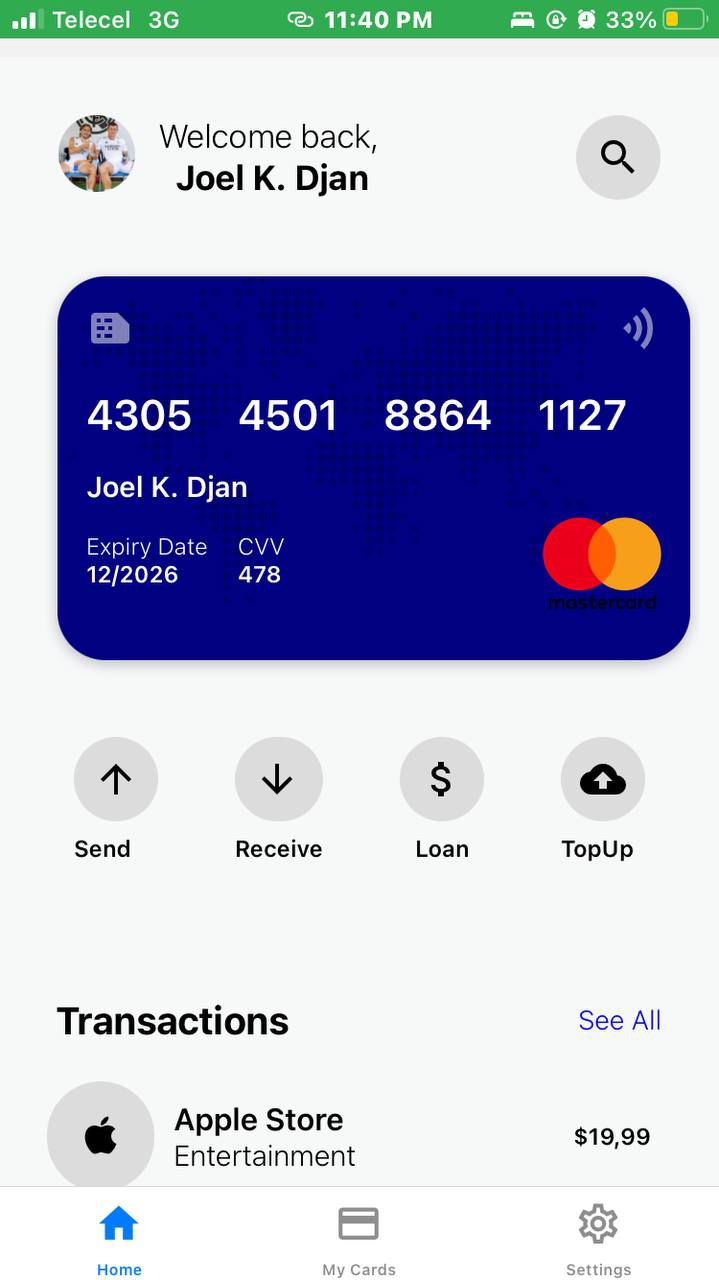 Telecel 3G 11:40 PM 33%
Welcome back,
Joel K. Djan
4305 4501 8864 1127
Joel K. Djan
Expiry Date CVV
12/2026 478
mastercard
Send Receive Loan TopUp
Transactions See All
Apple Store
Entertainment
$19,99
Home My Cards Settings